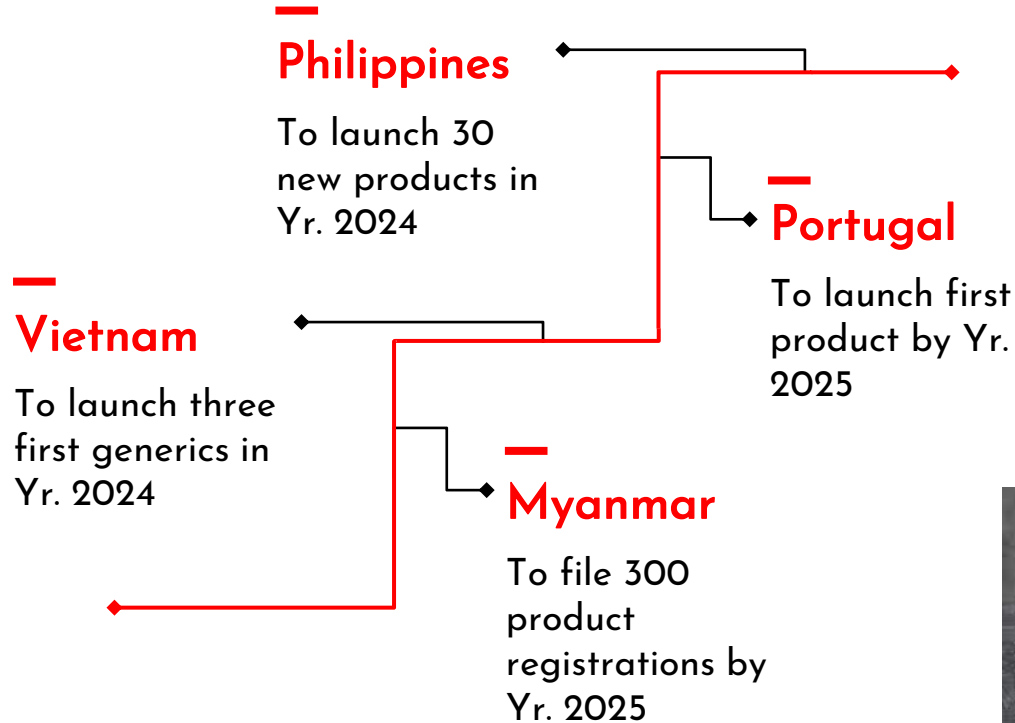 Philippines
To launch 30
new products in
Yr. 2024
Portugal
To launch first
product by Yr.
2025
Vietnam
To launch three
first generics in
Yr. 2024
Myanmar
To file 300
product
registrations by
Yr. 2025